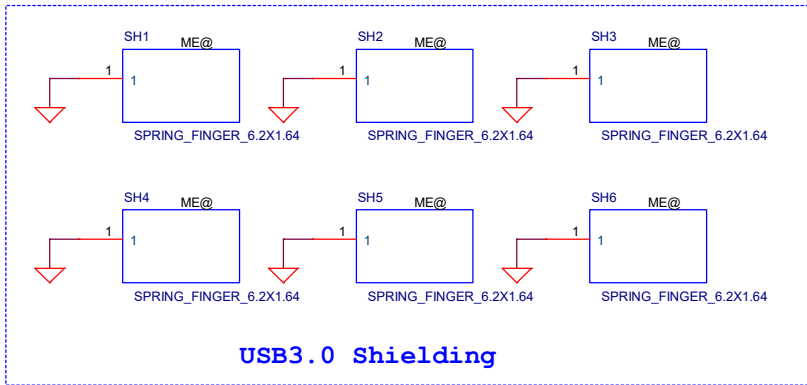 SH1 ME@ SH2 ME@ SH3 ME@
1 1 1 1 1 1
SPRING_FINGER_6.2X1.64 SPRING_FINGER_6.2X1.64 SPRING_FINGER_6.2X1.64
SH4 ME@ SH5 ME@ SH6 ME@
1 1 1 1 1 1
SPRING_FINGER_6.2X1.64 SPRING_FINGER_6.2X1.64 SPRING_FINGER_6.2X1.64
USB3.0 Shielding